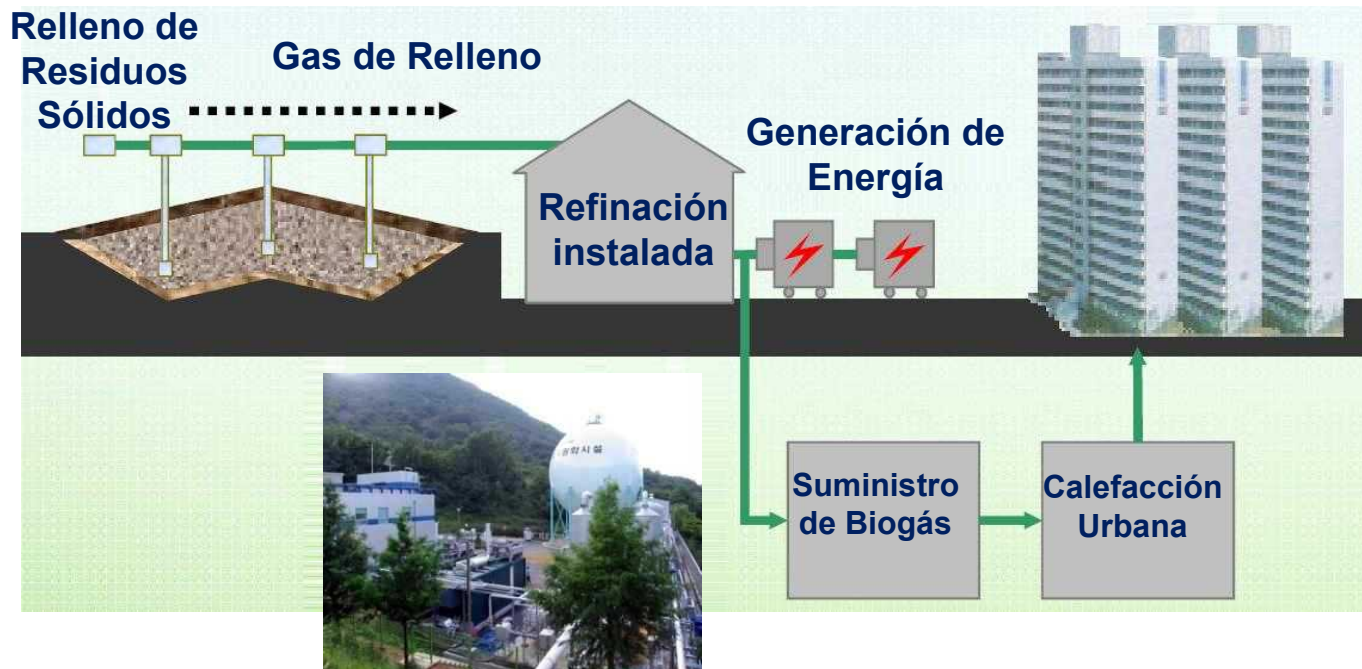 Relleno de
Residuos
Sólidos
Gas de Relleno
Refinación
instalada
Generación de
Energía
Suministro
de Biogás
Calefacción
Urbana